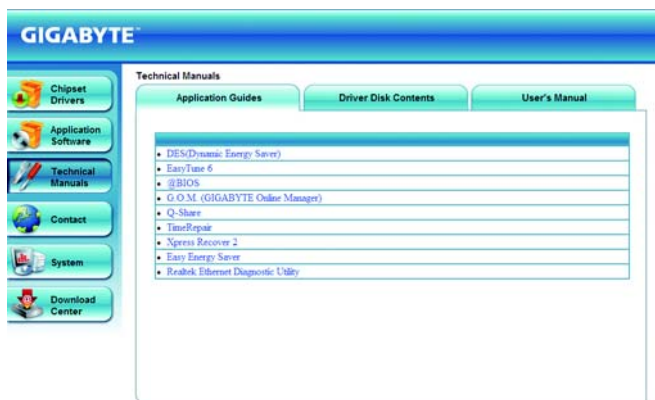 GIGABYTE™
Chipset
Drivers
Application
Software
Technical
Manuals
Contact
System
Download
Center
Technical Manuals
Application Guides
Driver Disk Contents
User's Manual
• DES(Dynamic Energy Saver)
• EasyTune 6
• @BIOS
• G.O.M. (GIGABYTE Online Manager)
• Q-Share
• TimeRepair
• Xpress Recover 2
• Easy Energy Saver
• Realtek Ethernet Diagnostic Utility